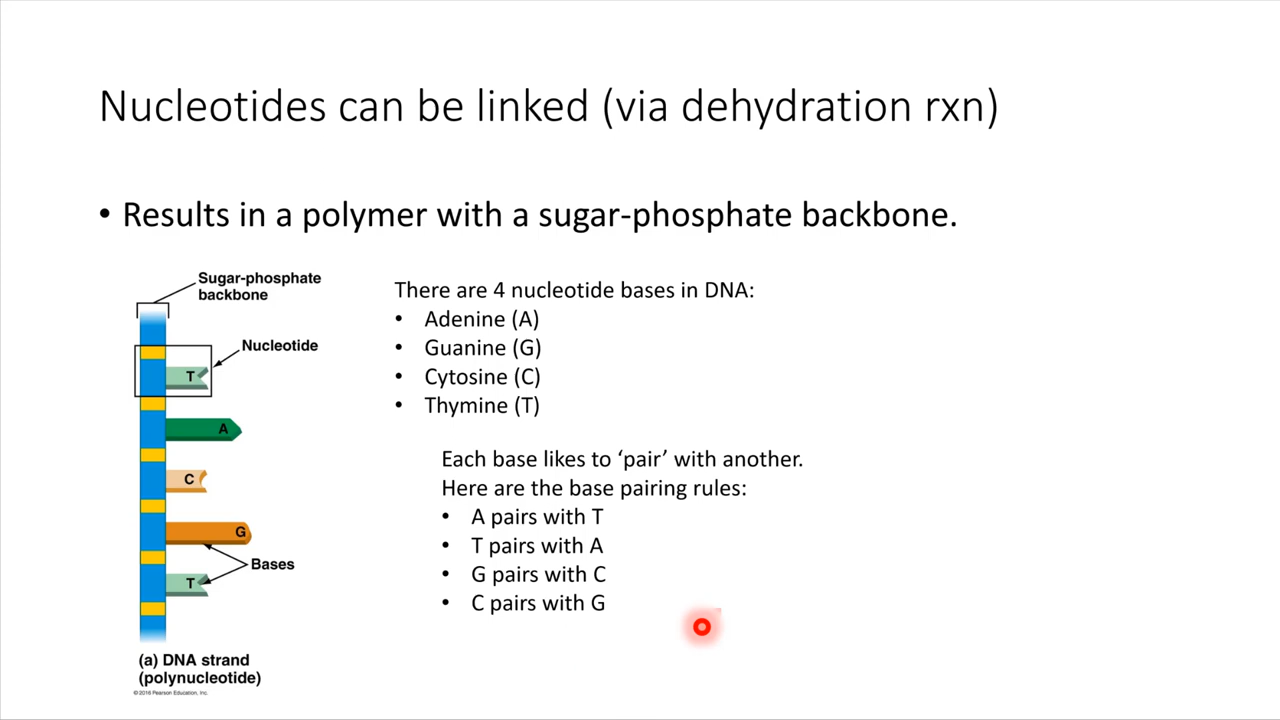 Nucleotides can be linked (via dehydration rxn)
• Results in a polymer with a sugar-phosphate backbone.
Sugar-phosphate
backbone
Nucleotide
T
A
C
G
Bases
T
(a) DNA strand
(polynucleotide)
©2016 Pearson Education, Inc.
There are 4 nucleotide bases in DNA:
• Adenine (A)
• Guanine (G)
• Cytosine (C)
• Thymine (T)
Each base likes to ‘pair’ with another.
Here are the base pairing rules:
• A pairs with T
• T pairs with A
• G pairs with C
• C pairs with G